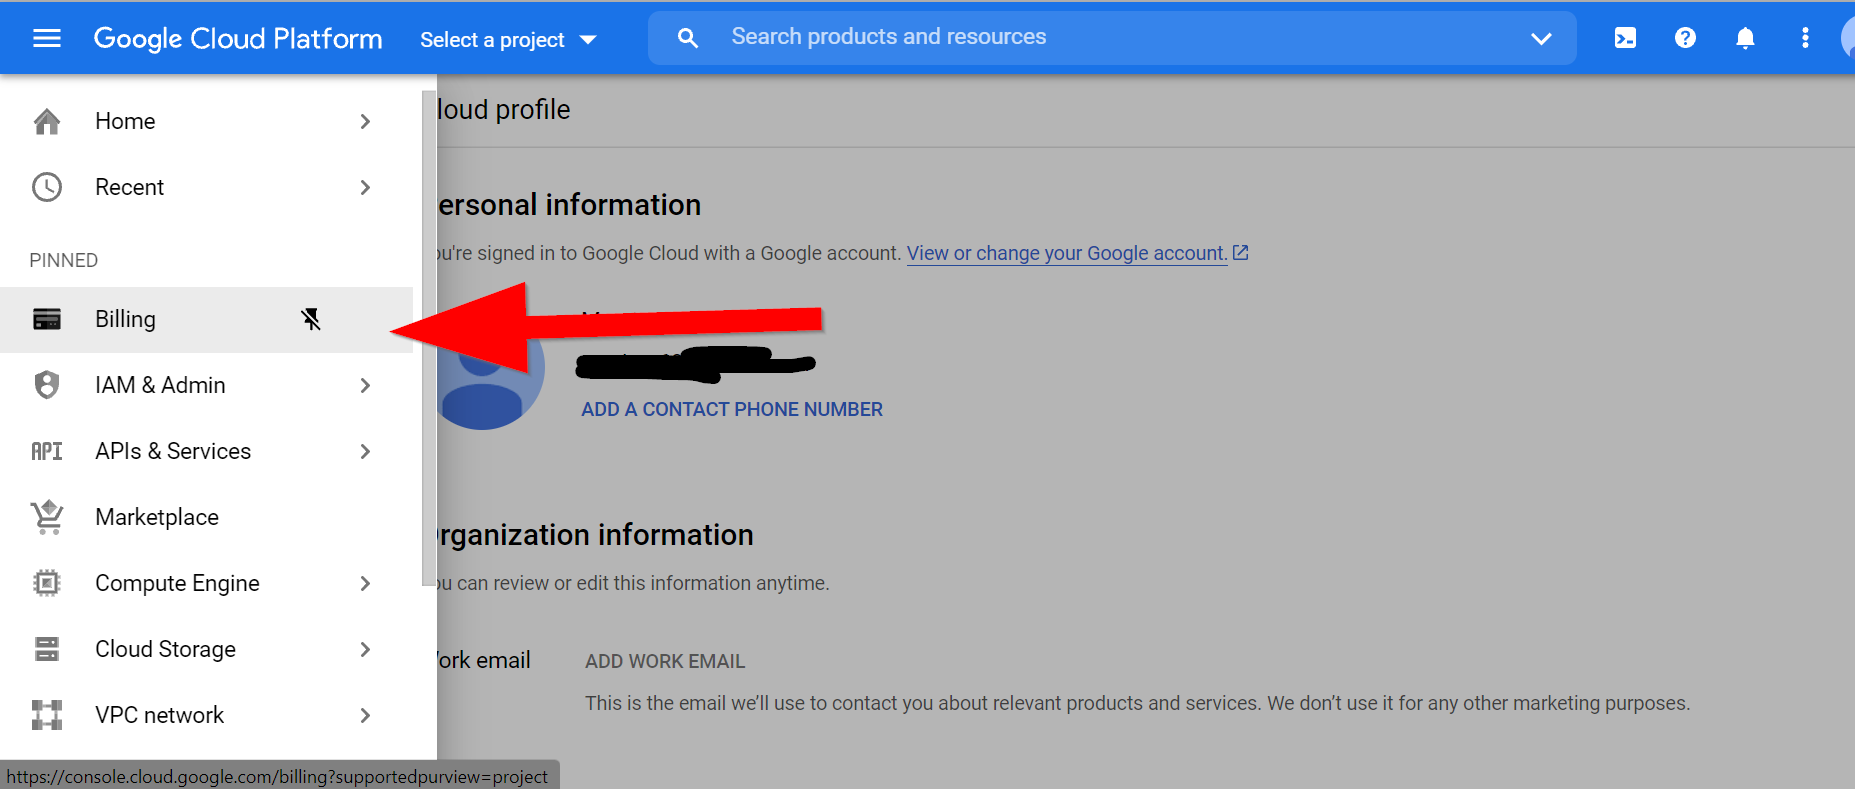 Google Cloud Platform
Select a project
Search products and resources
Home
Recent
PINNED
Billing
IAM & Admin
API
APIs & Services
Marketplace
Compute Engine
Cloud Storage
VPC network
https://console.cloud.google.com/billing?supportedpurview=project
loud profile
ersonal information
u're signed in to Google Cloud with a Google account. View or change your Google account.
ADD A CONTACT PHONE NUMBER
rganization information
u can review or edit this information anytime.
ork email
ADD WORK EMAIL
This is the email we’ll use to contact you about relevant products and services. We don’t use it for any other marketing purposes.